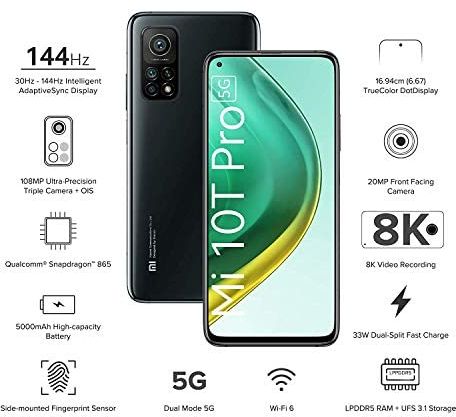 144Hz
30Hz - 144Hz Intelligent
AdaptiveSync Display
16.94cm (6.67)
TrueColor DotDisplay
108MP Ultra-Precision
Triple Camera + OIS
20MP Front Facing
Camera
Mi 10T Pro 5G
8K
Qualcomm® Snapdragon™ 865
8K Video Recording
mi
5000mAh High-capacity
Battery
33W Dual-Split Fast Charge
LPPDDR5
5G
Side-mounted Fingerprint Sensor
Dual Mode 5G
Wi-Fi 6
LPDDR5 RAM + UFS 3.1 Storage